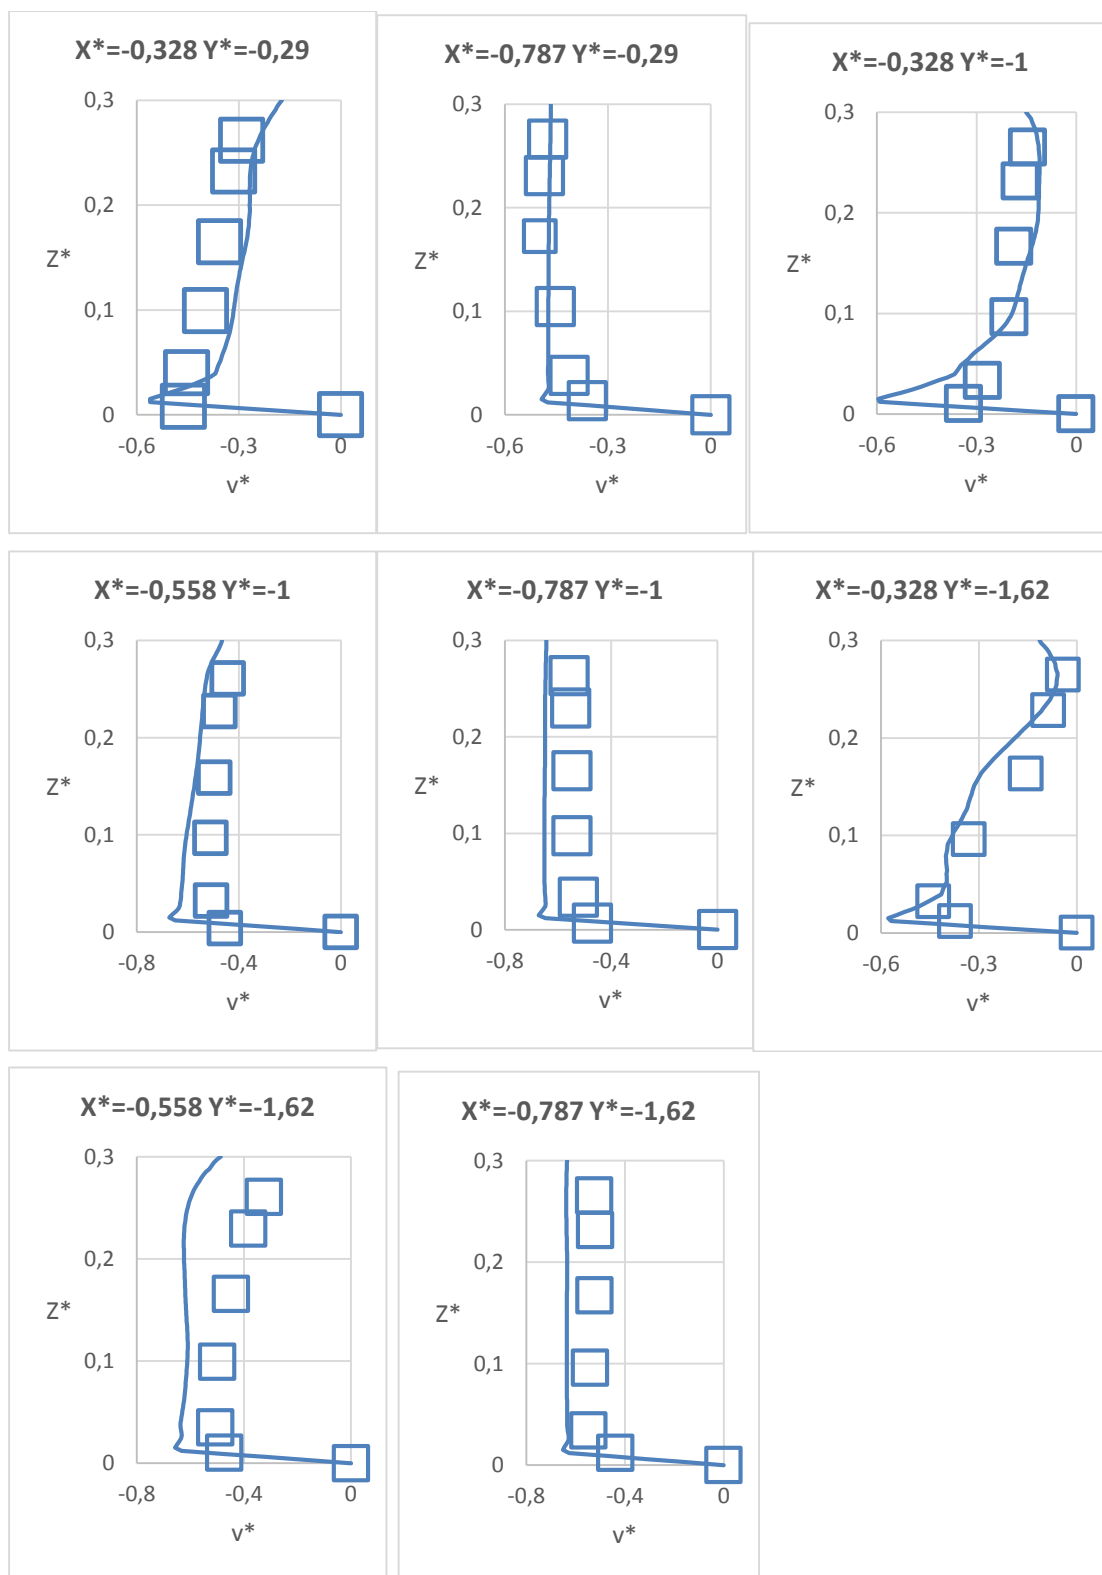 X*=-0,328 Y*=-0,29
0,3
0,2
Z*
0,1
0
-0,6 -0,3 0
v*
X*=-0,787 Y*=-0,29
0,3
0,2
Z*
0,1
0
-0,8 -0,4 0
v*
X*=-0,328 Y*=-1
0,3
0,2
Z*
0,1
0
-0,6 -0,3 0
v*
X*=-0,558 Y*=-1
0,3
0,2
Z*
0,1
0
-0,8 -0,4 0
v*
X*=-0,787 Y*=-1
0,3
0,2
Z*
0,1
0
-0,8 -0,4 0
v*
X*=-0,328 Y*=-1,62
0,3
0,2
Z*
0,1
0
-0,6 -0,3 0
v*
X*=-0,558 Y*=-1,62
0,3
0,2
Z*
0,1
0
-0,8 -0,4 0
v*
X*=-0,787 Y*=-1,62
0,3
0,2
Z*
0,1
0
-0,8 -0,4 0
v*